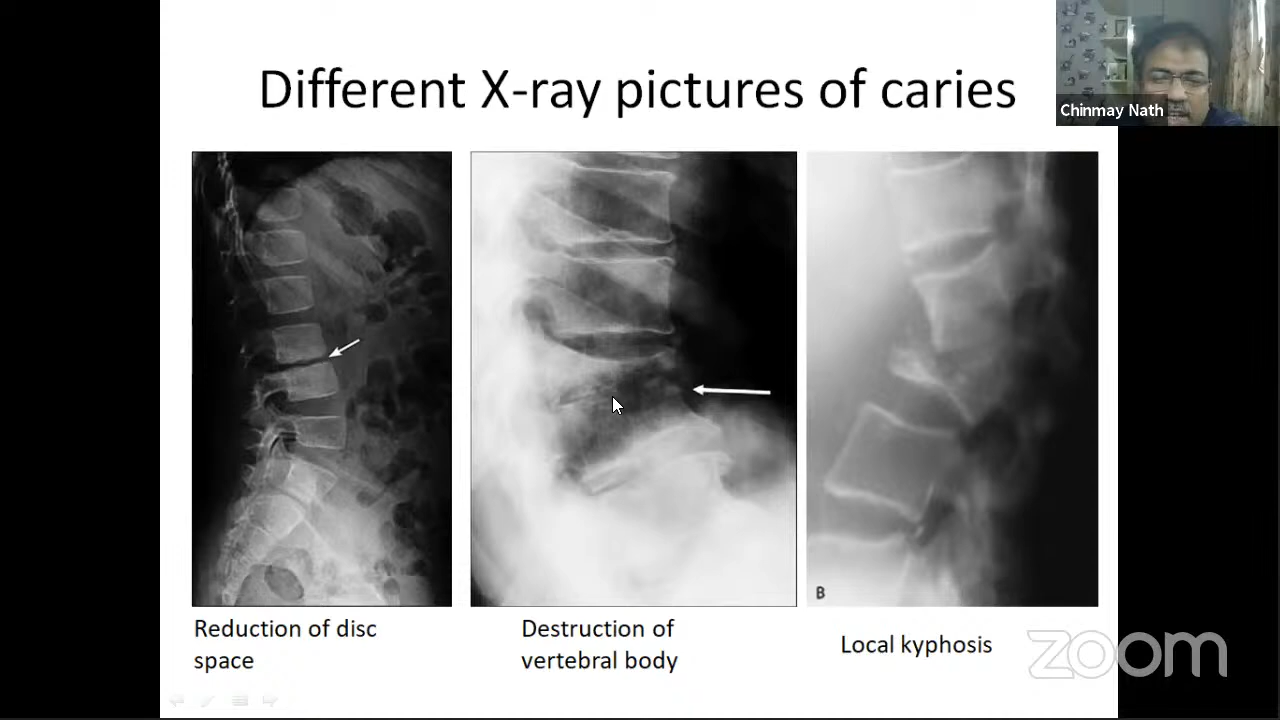 Different X-ray pictures of caries
Chinmay Nath
B
Reduction of disc
space
Destruction of
vertebral body
Local kyphosis
zoom